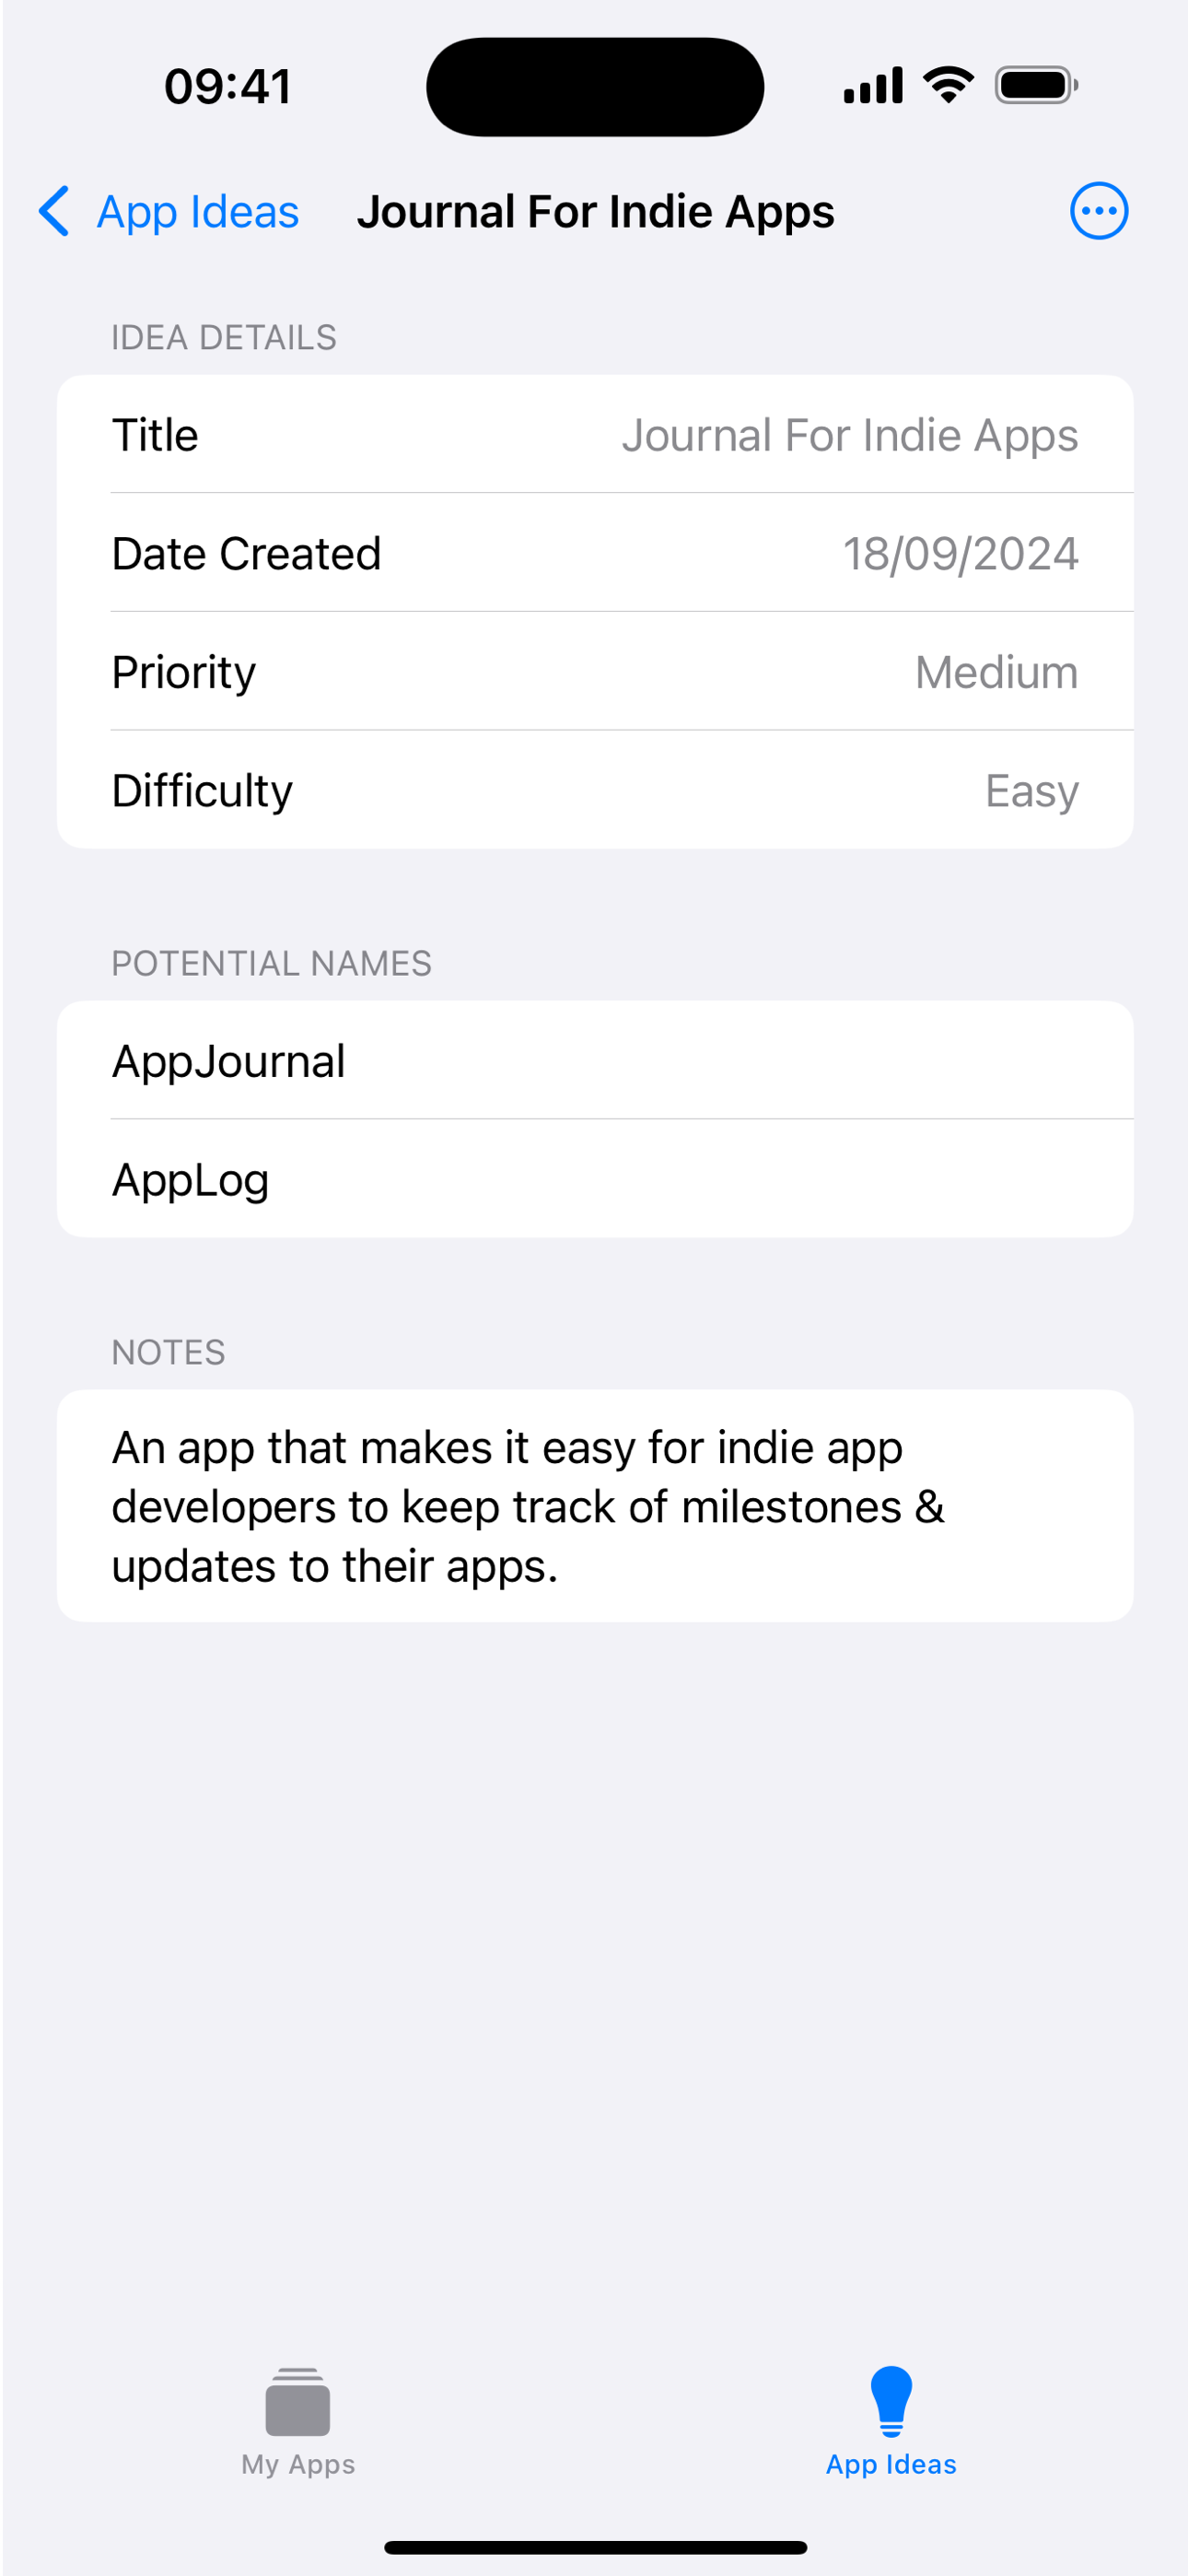 09:41
App Ideas
Journal For Indie Apps
IDEA DETAILS
Title Journal For Indie Apps
Date Created 18/09/2024
Priority Medium
Difficulty Easy
POTENTIAL NAMES
AppJournal
AppLog
NOTES
An app that makes it easy for indie app
developers to keep track of milestones &
updates to their apps.
My Apps
App Ideas